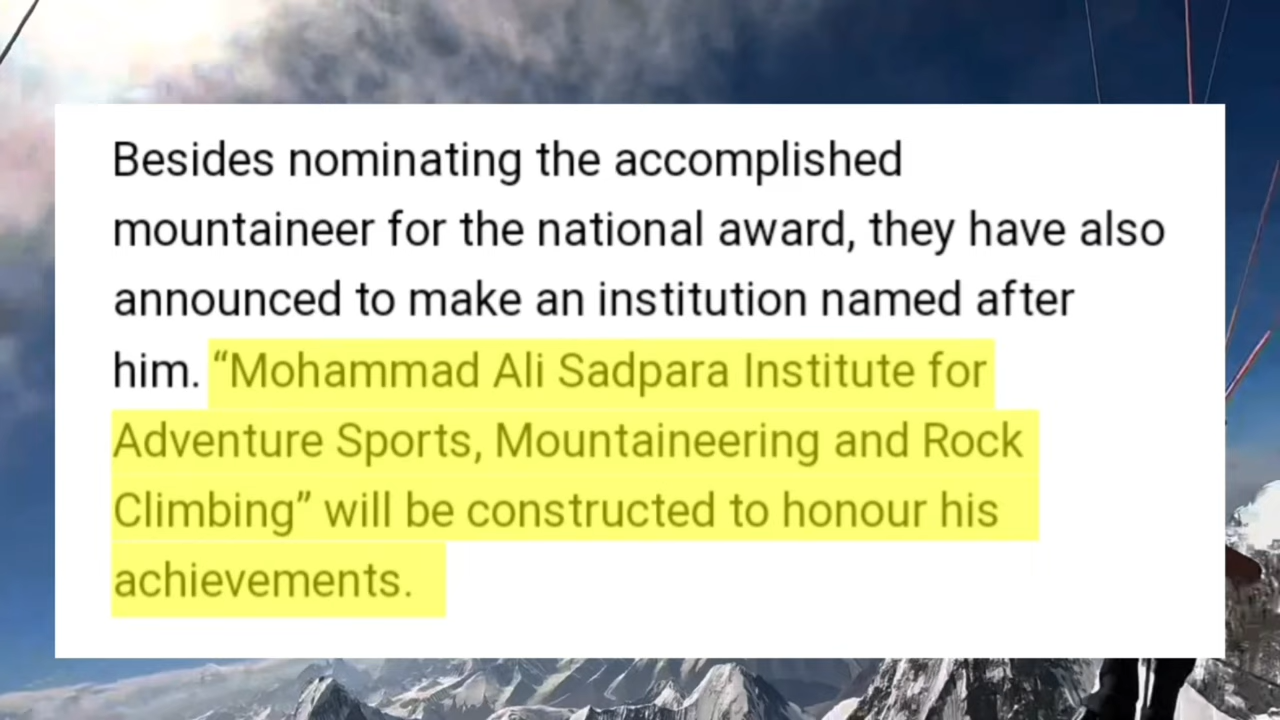 Besides nominating the accomplished
mountaineer for the national award, they have also
announced to make an institution named after
him. “Mohammad Ali Sadpara Institute for
Adventure Sports, Mountaineering and Rock
Climbing” will be constructed to honour his
achievements.